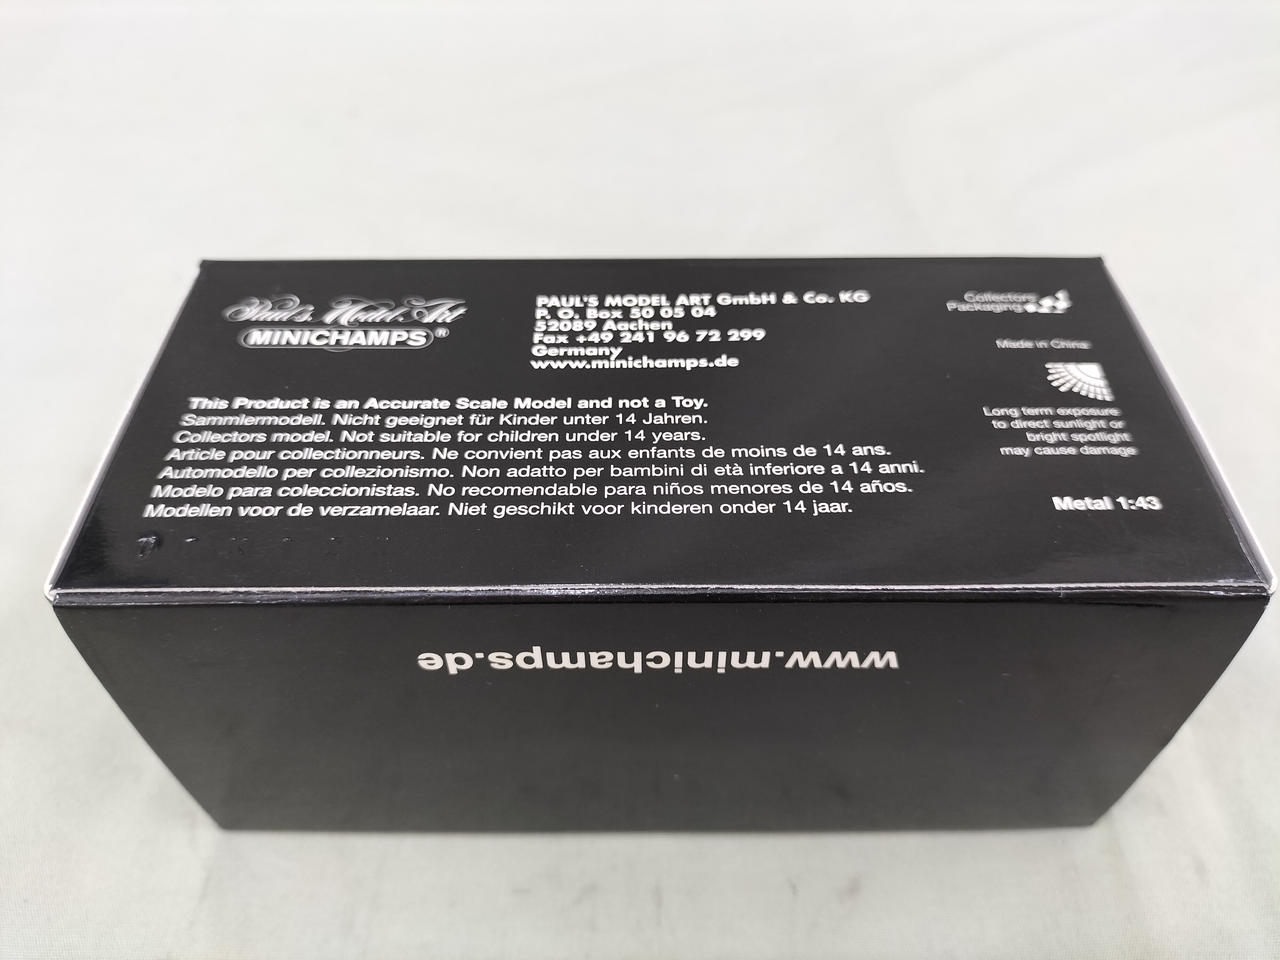 Paul's Model Art
MINICHAMPS®
PAUL'S MODEL ART GmbH & Co. KG
P. O. Box 50 05 04
52089 Aachen
Fax +49 241 96 72 299
Germany
www.minichamps.de
Collectors
Packaging
Made in China
Long term exposure
to direct sunlight or
bright spotlight
may cause damage
Metal 1:43
This Product is an Accurate Scale Model and not a Toy.
Sammlermodell. Nicht geeignet für Kinder unter 14 Jahren.
Collectors model. Not suitable for children under 14 years.
Article pour collectionneurs. Ne convient pas aux enfants de moins de 14 ans.
Automodello per collezionismo. Non adatto per bambini di età inferiore a 14 anni.
Modelo para coleccionistas. No recomendable para niños menores de 14 años.
Modellen voor de verzamelaar. Niet geschikt voor kinderen onder 14 jaar.
www.minichamps.de